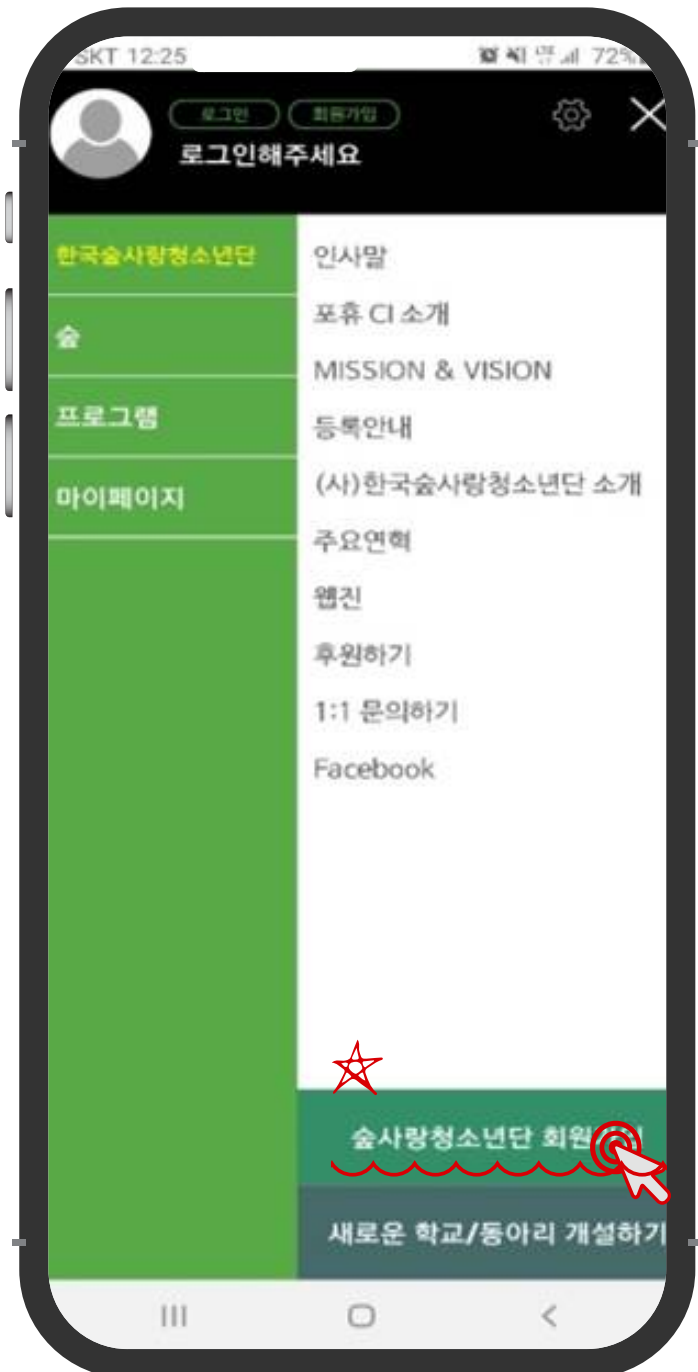 SKT 12:25
72%
로그인
회원가입
로그인해주세요
한국숲사랑청소년단
숲
프로그램
마이페이지
인사말
포휴 CI 소개
MISSION & VISION
등록안내
(사)한국숲사랑청소년단 소개
주요연혁
웹진
후원하기
1:1 문의하기
Facebook
숲사랑청소년단
새로운 학교/동아리 개설하기